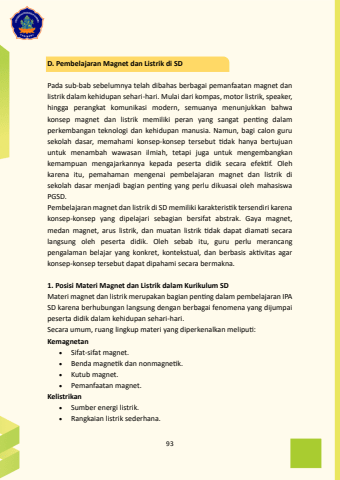 D. Pembelajaran Magnet dan Listrik di SD
Pada sub-bab sebelumnya telah dibahas berbagai pemanfaatan magnet dan
listrik dalam kehidupan sehari-hari. Mulai dari kompas, motor listrik, speaker,
hingga perangkat komunikasi modern, semuanya menunjukkan bahwa
konsep magnet dan listrik memiliki peran yang sangat penting dalam
perkembangan teknologi dan kehidupan manusia. Namun, bagi calon guru
sekolah dasar, memahami konsep-konsep tersebut tidak hanya bertujuan
untuk menambah wawasan ilmiah, tetapi juga untuk mengembangkan
kemampuan mengajarkannya kepada peserta didik secara efektif. Oleh
karena itu, pemahaman mengenai pembelajaran magnet dan listrik di
sekolah dasar menjadi bagian penting yang perlu dikuasai oleh mahasiswa
PGSD.
Pembelajaran magnet dan listrik di SD memiliki karakteristik tersendiri karena
konsep-konsep yang dipelajari sebagian bersifat abstrak. Gaya magnet,
medan magnet, arus listrik, dan muatan listrik tidak dapat diamati secara
langsung oleh peserta didik. Oleh sebab itu, guru perlu merancang
pengalaman belajar yang konkret, kontekstual, dan berbasis aktivitas agar
konsep-konsep tersebut dapat dipahami secara bermakna.
1. Posisi Materi Magnet dan Listrik dalam Kurikulum SD
Materi magnet dan listrik merupakan bagian penting dalam pembelajaran IPA
SD karena berhubungan langsung dengan berbagai fenomena yang dijumpai
peserta didik dalam kehidupan sehari-hari.
Secara umum, ruang lingkup materi yang diperkenalkan meliputi:
Kemagnetan
• Sifat-sifat magnet.
• Benda magnetik dan nonmagnetik.
• Kutub magnet.
• Pemanfaatan magnet.
Kelistrikan
• Sumber energi listrik.
• Rangkaian listrik sederhana.
93